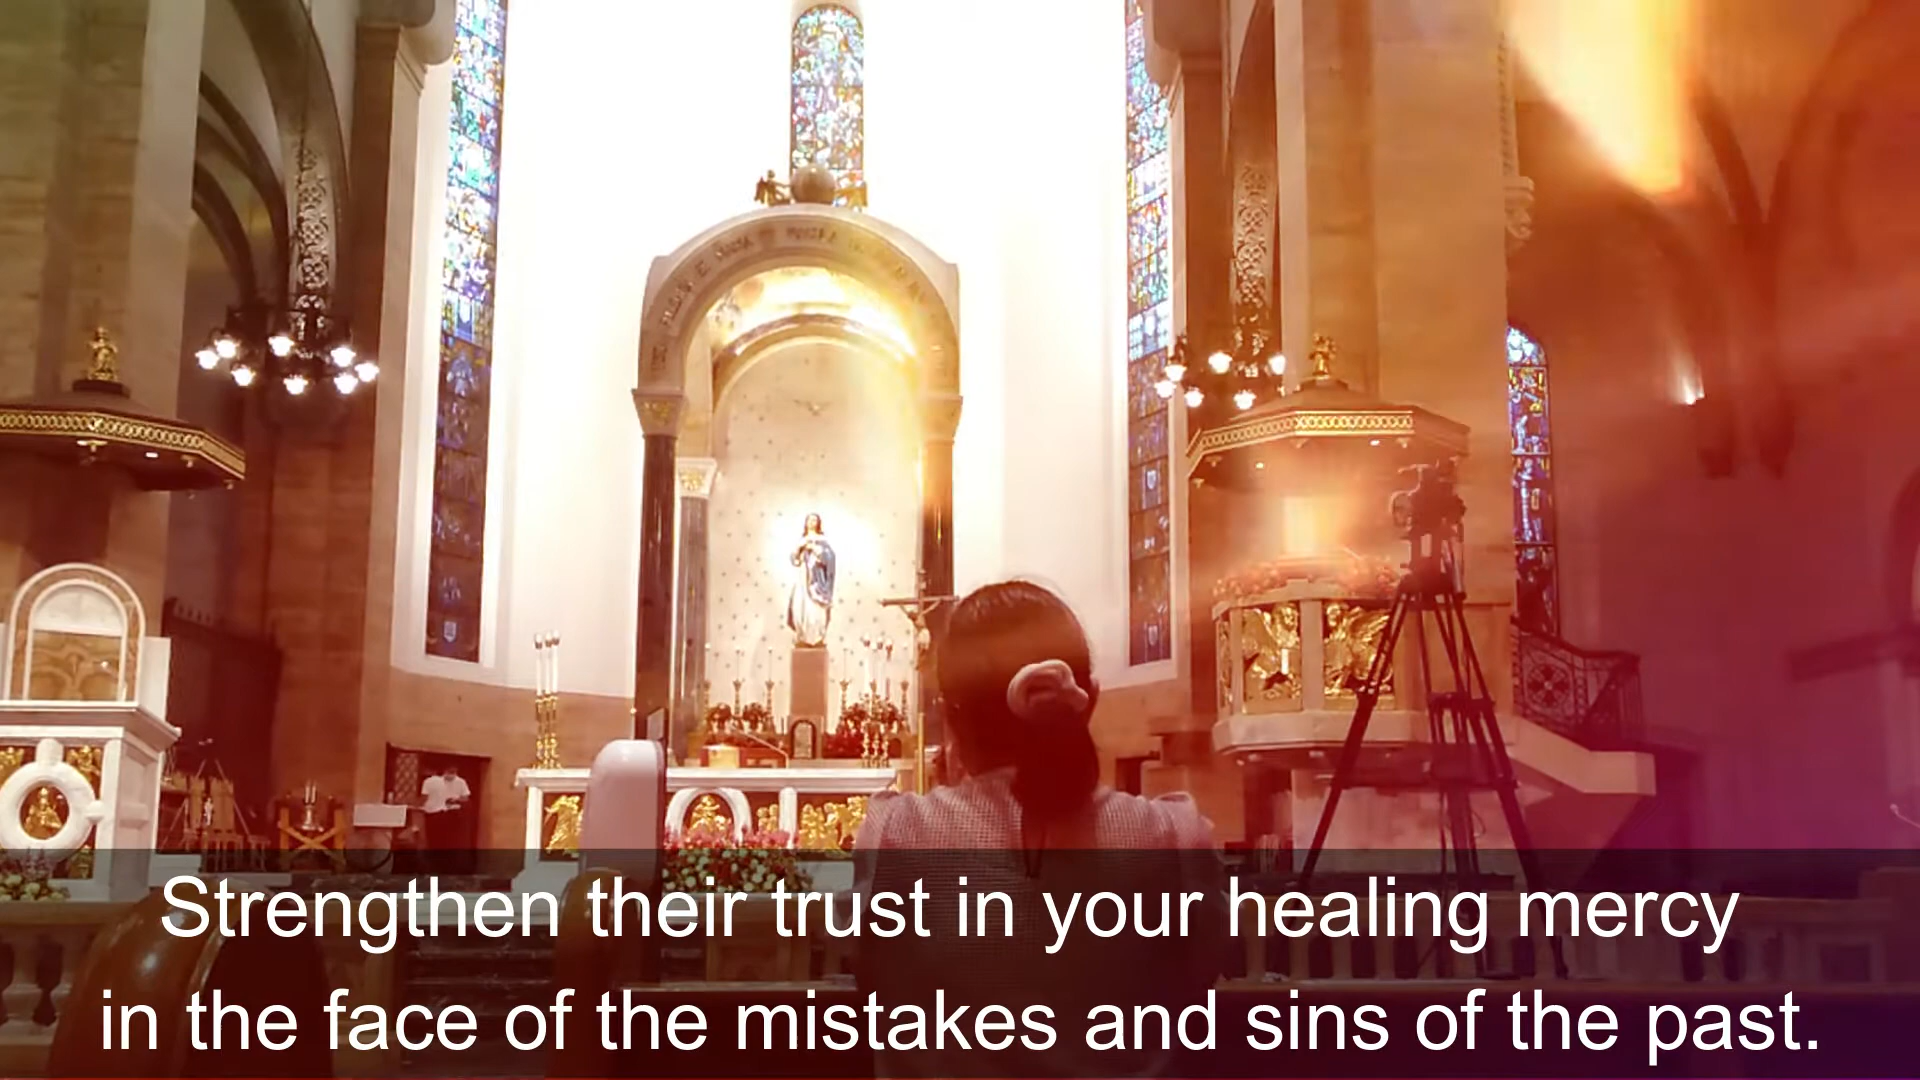 Strengthen their trust in your healing mercy
in the face of the mistakes and sins of the past.